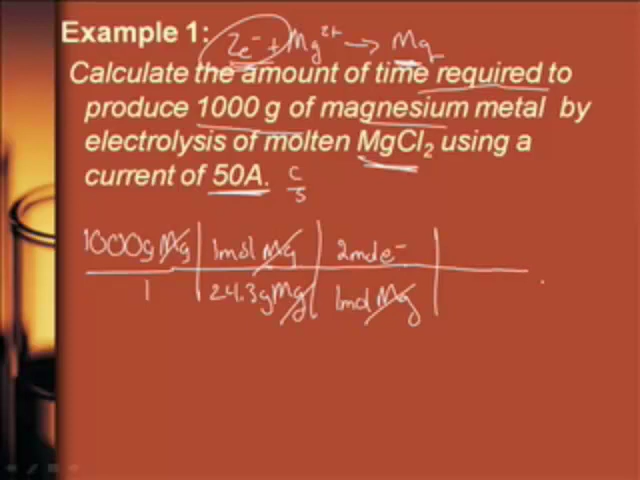 Example 1:
2e⁻ + Mg²⁺ → Mg
Calculate the amount of time required to
produce 1000 g of magnesium metal by
electrolysis of molten MgCl₂ using a
current of 50A. C/s
1000g Mg | 1mol Mg | 2mol e⁻ |
1 | 24.3g Mg | 1mol Mg |